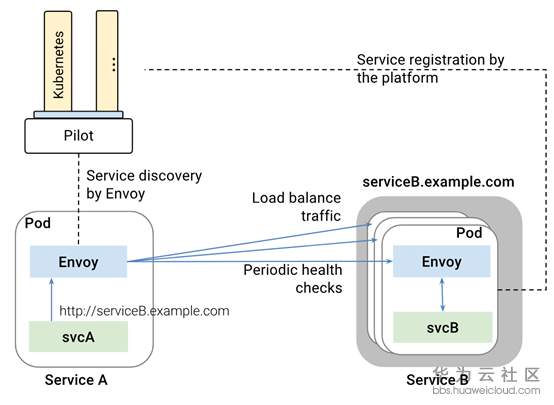 Kubernetes
...
Pilot
Service registration by
the platform
Service discovery
by Envoy
serviceB.example.com
Load balance
traffic
Pod
Envoy
Pod
Envoy
Periodic health
checks
http://serviceB.example.com
svcA
svcB
Service A
Service B
华为云社区
bbs.huaweicloud.com